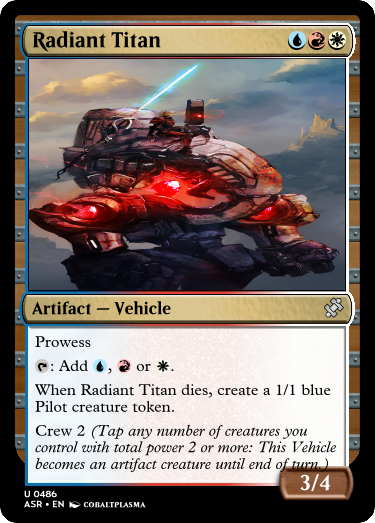 Radiant Titan
Artifact — Vehicle
Prowess
: Add , or .
When Radiant Titan dies, create a 1/1 blue
Pilot creature token.
Crew 2 (Tap any number of creatures you
control with total power 2 or more: This Vehicle
becomes an artifact creature until end of turn.)
3/4
U 0486
ASR • EN COBALTPLASMA